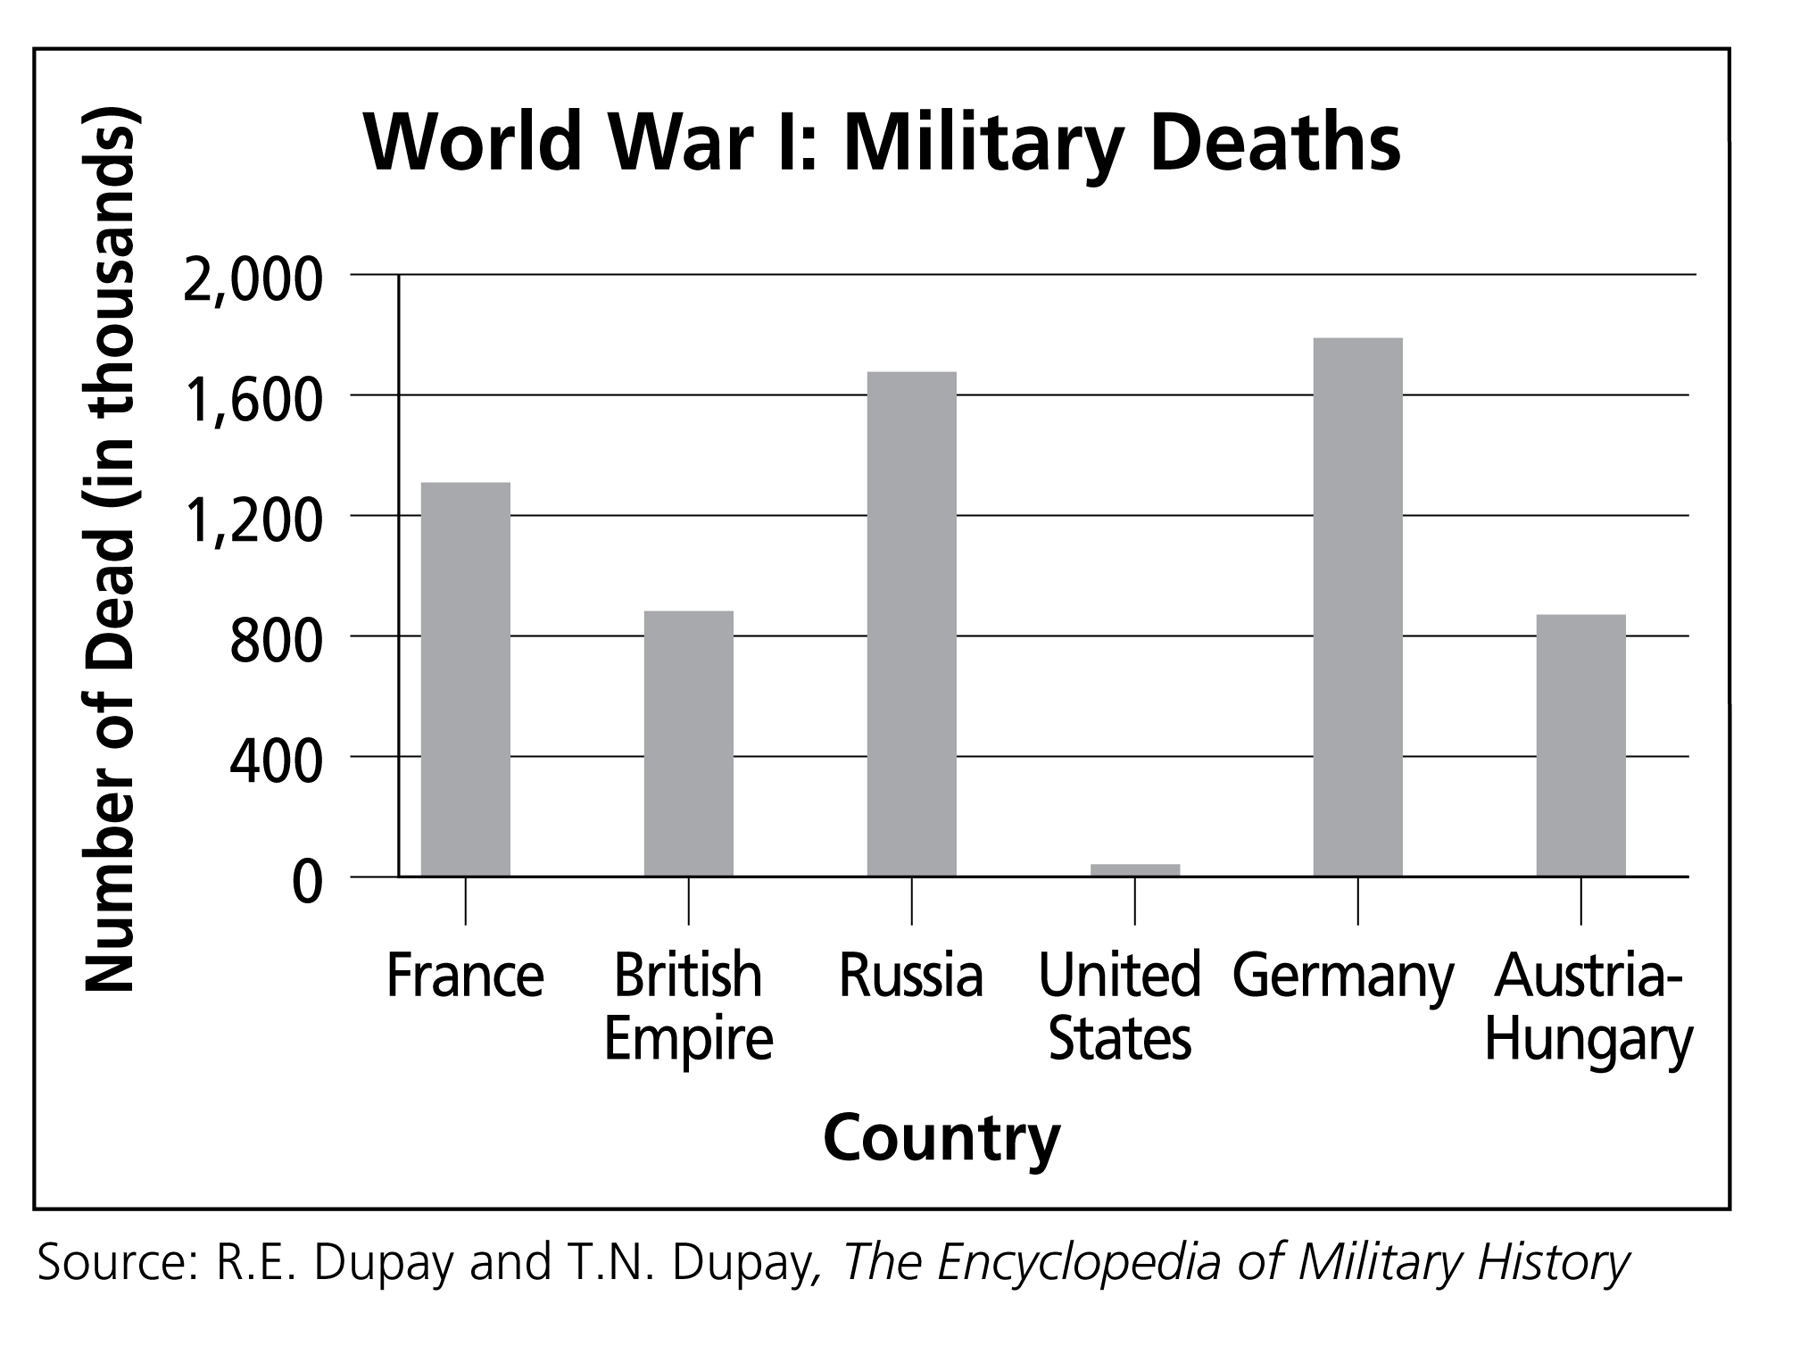 World War I: Military Deaths
Number of Dead (in thousands)
2,000
1,600
1,200
800
400
0
France
British
Empire
Russia
United
States
Germany
Austria-
Hungary
Country
Source: R.E. Dupay and T.N. Dupay, The Encyclopedia of Military History